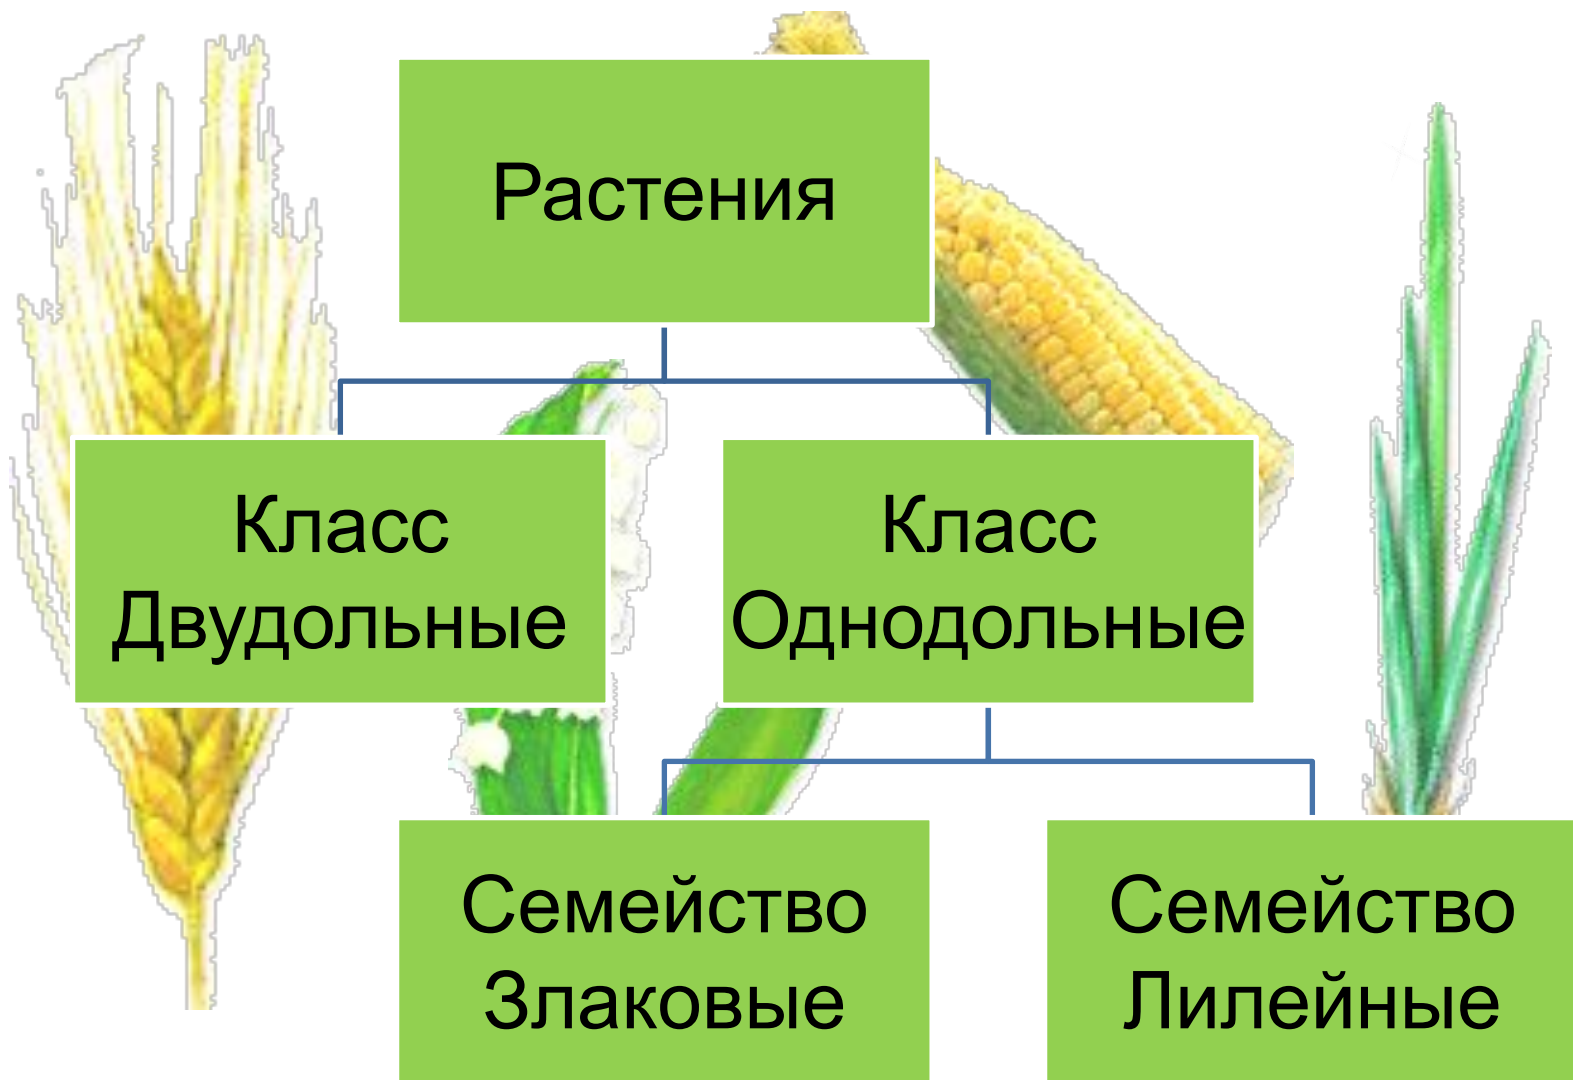 Растения
Класс
Двудольные
Класс
Однодольные
Семейство
Злаковые
Семейство
Лилейные